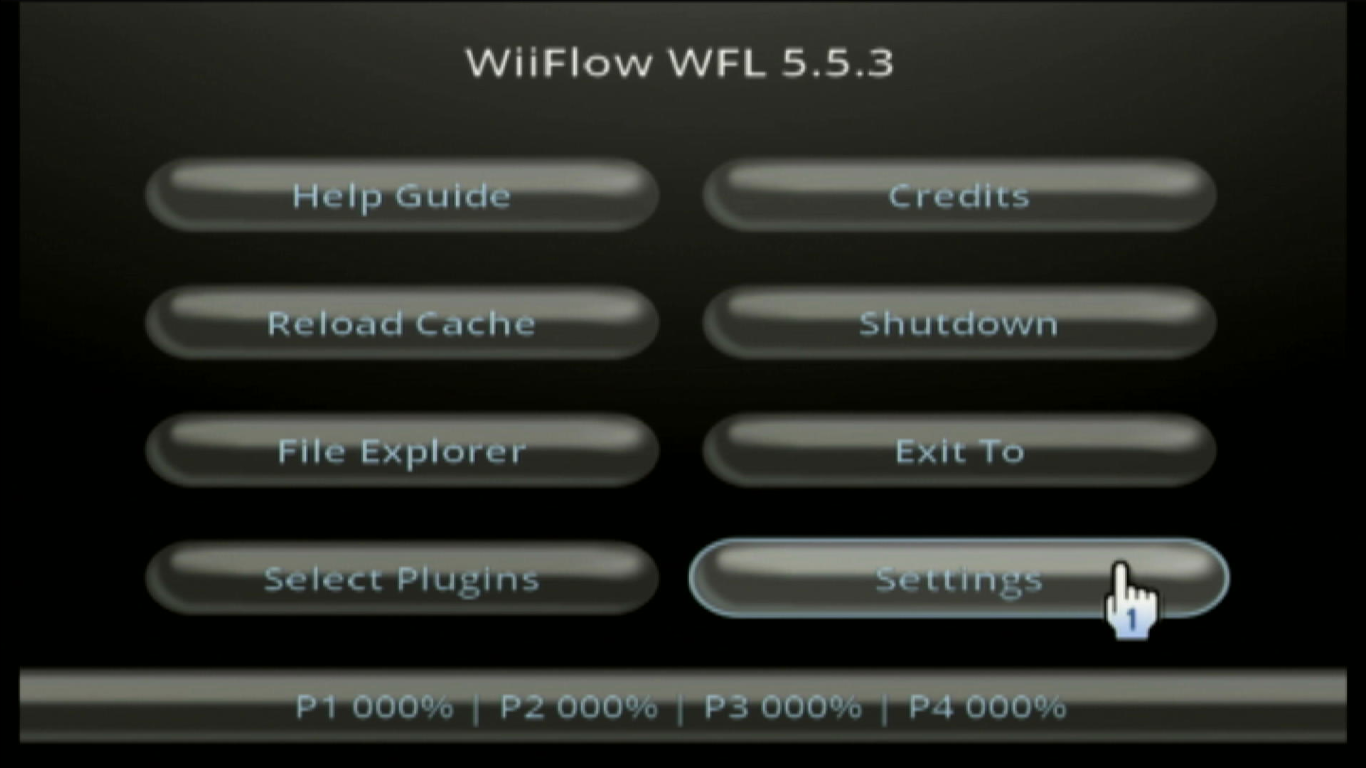 WiiFlow WFL 5.5.3
Help Guide
Credits
Reload Cache
Shutdown
File Explorer
Exit To
Select Plugins
Settings
1
P1 000% | P2 000% | P3 000% | P4 000%